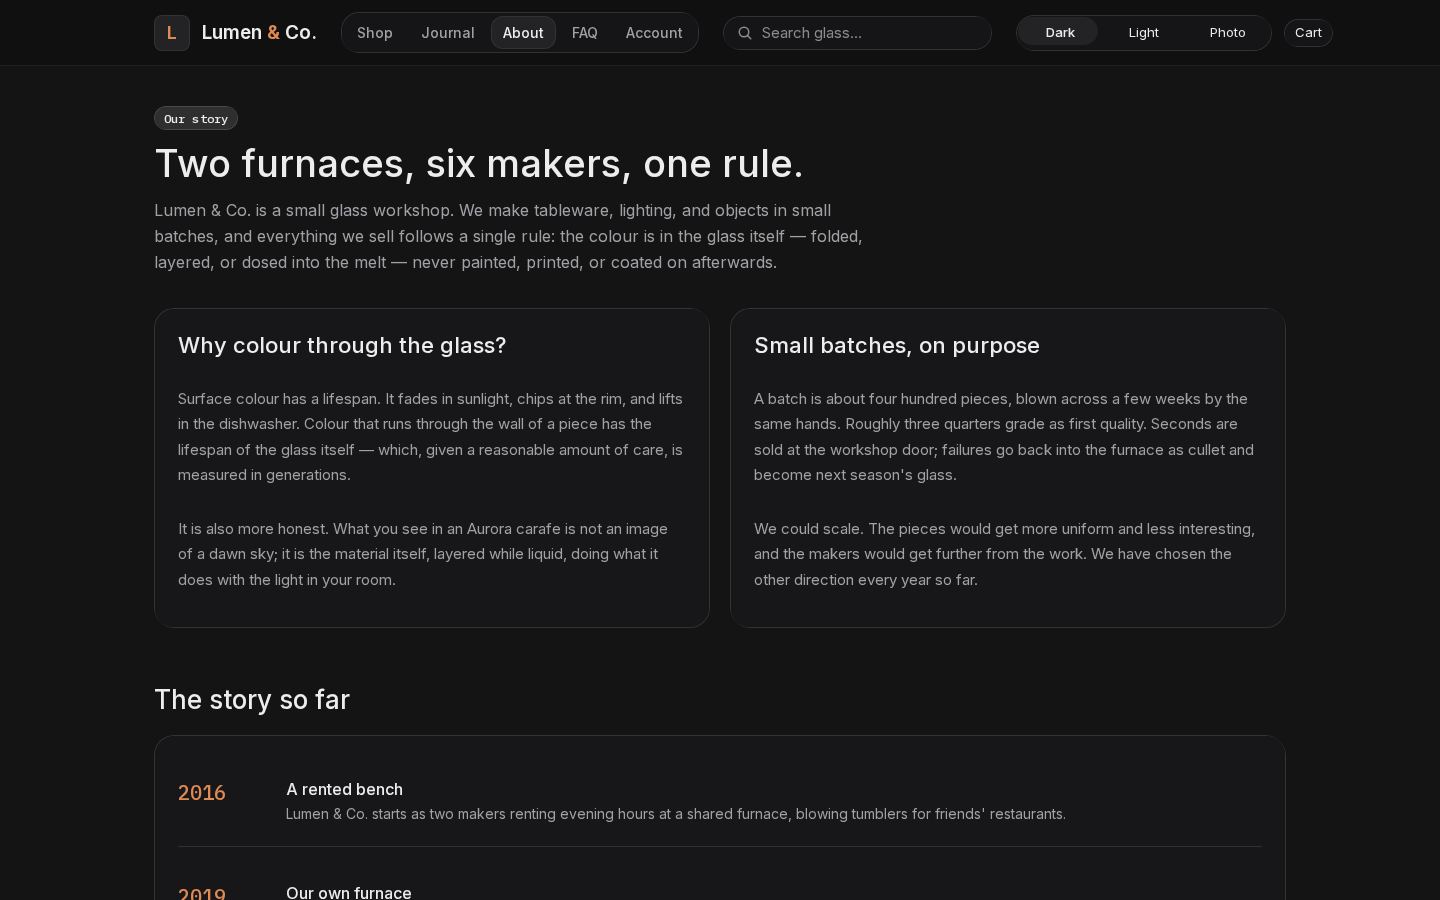 L Lumen & Co. Shop Journal About FAQ Account Search glass... Dark Light Photo Cart
Our story
Two furnaces, six makers, one rule.
Lumen & Co. is a small glass workshop. We make tableware, lighting, and objects in small
batches, and everything we sell follows a single rule: the colour is in the glass itself — folded,
layered, or dosed into the melt — never painted, printed, or coated on afterwards.
Why colour through the glass?
Surface colour has a lifespan. It fades in sunlight, chips at the rim, and lifts
in the dishwasher. Colour that runs through the wall of a piece has the
lifespan of the glass itself — which, given a reasonable amount of care, is
measured in generations.
It is also more honest. What you see in an Aurora carafe is not an image
of a dawn sky; it is the material itself, layered while liquid, doing what it
does with the light in your room.
Small batches, on purpose
A batch is about four hundred pieces, blown across a few weeks by the
same hands. Roughly three quarters grade as first quality. Seconds are
sold at the workshop door; failures go back into the furnace as cullet and
become next season's glass.
We could scale. The pieces would get more uniform and less interesting,
and the makers would get further from the work. We have chosen the
other direction every year so far.
The story so far
2016
A rented bench
Lumen & Co. starts as two makers renting evening hours at a shared furnace, blowing tumblers for friends' restaurants.
2019
Our own furnace